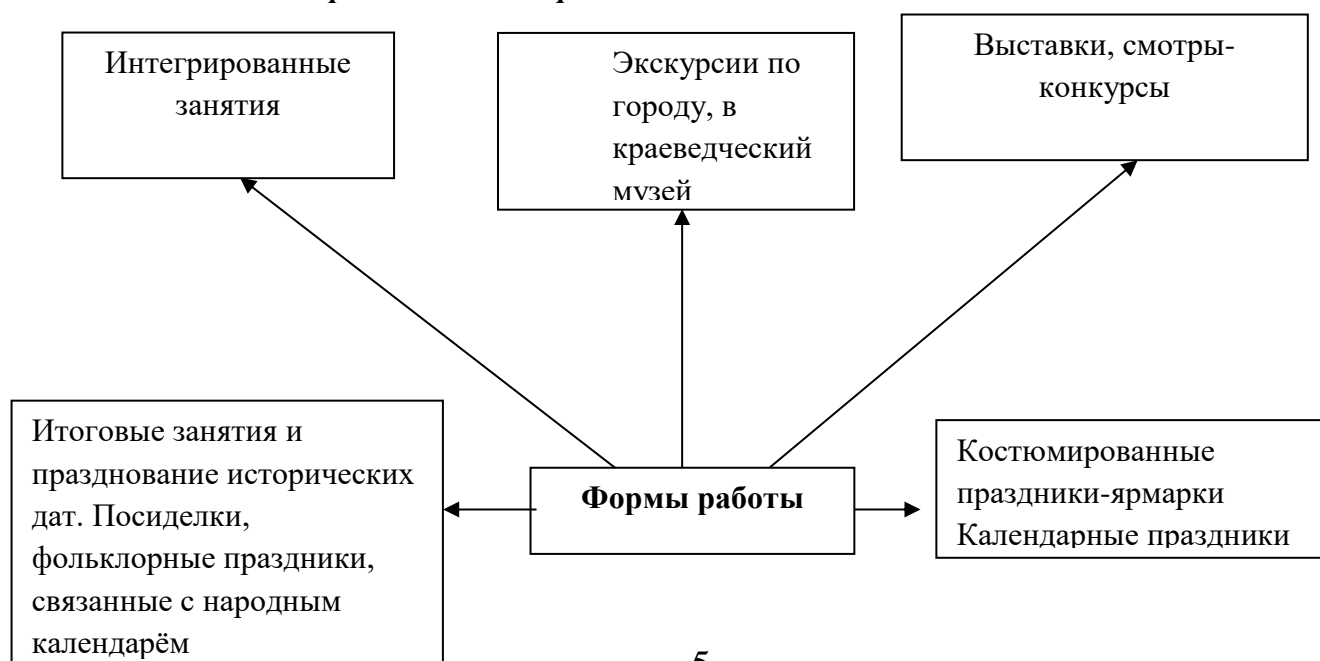 Интегрированные
занятия
Экскурсии по
городу, в
краеведческий
музей
Выставки, смотры-
конкурсы
Итоговые занятия и
празднование исторических
дат. Посиделки,
фольклорные праздники,
связанные с народным
календарём
Формы работы
Костюмированные
праздники-ярмарки
Календарные праздники
5